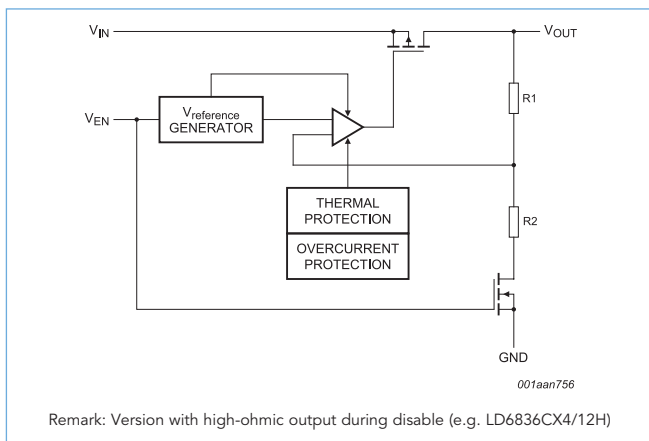 VIN
VOUT
R1
VEN
Vreference
GENERATOR
THERMAL
PROTECTION
R2
OVERCURRENT
PROTECTION
GND
001aan756
Remark: Version with high-ohmic output during disable (e.g. LD6836CX4/12H)